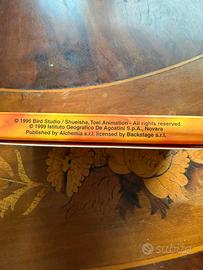 © 1996 Bird Studio / Shueisha, Toei Animation - All rights reserved
© 1999 Istituto Geografico De Agostini S.P.A., Novara
Published by Alchemia s.r.l. licensed by Backstage s.r.l.
subito